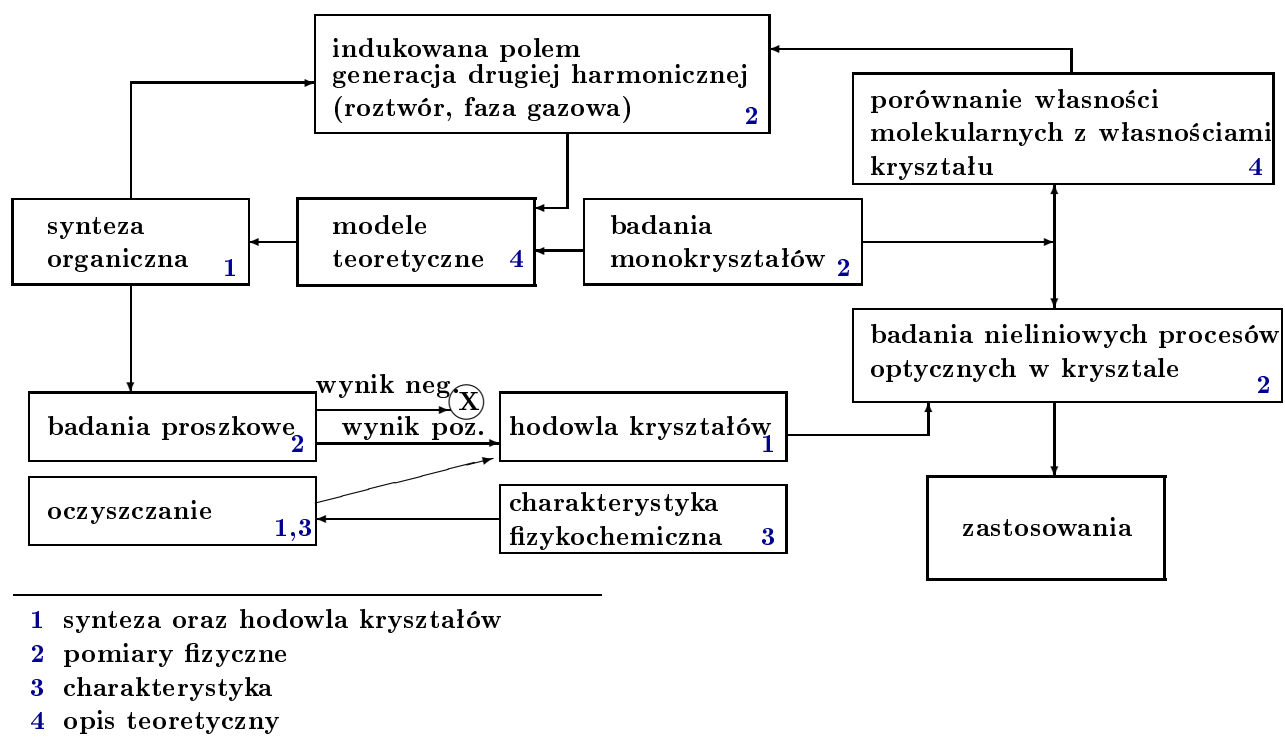 indukowana polem
generacja drugiej harmonicznej
(roztwór, faza gazowa) 2
porównanie własności
molekularnych z własnościami
kryształu 4
synteza
organiczna 1
modele
teoretyczne 4
badania
monokryształów 2
badania nieliniowych procesów
optycznych w krysztale
2
wynik neg.
X
badania proszkowe 2
wynik poz.
hodowla kryształów
1
oczyszczanie
1,3
charakterystyka
fizykochemiczna 3
zastosowania
1 synteza oraz hodowla kryształów
2 pomiary fizyczne
3 charakterystyka
4 opis teoretyczny